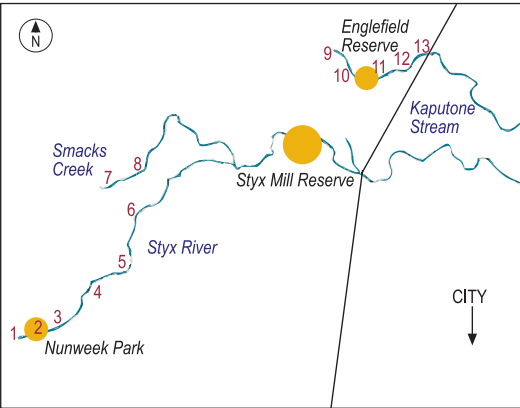 N
Englefield
Reserve
9
10
11
12
13
Kaputone
Stream
Smacks
Creek
7
8
Styx Mill Reserve
6
Styx River
5
4
3
2
1
Nunweek Park
CITY